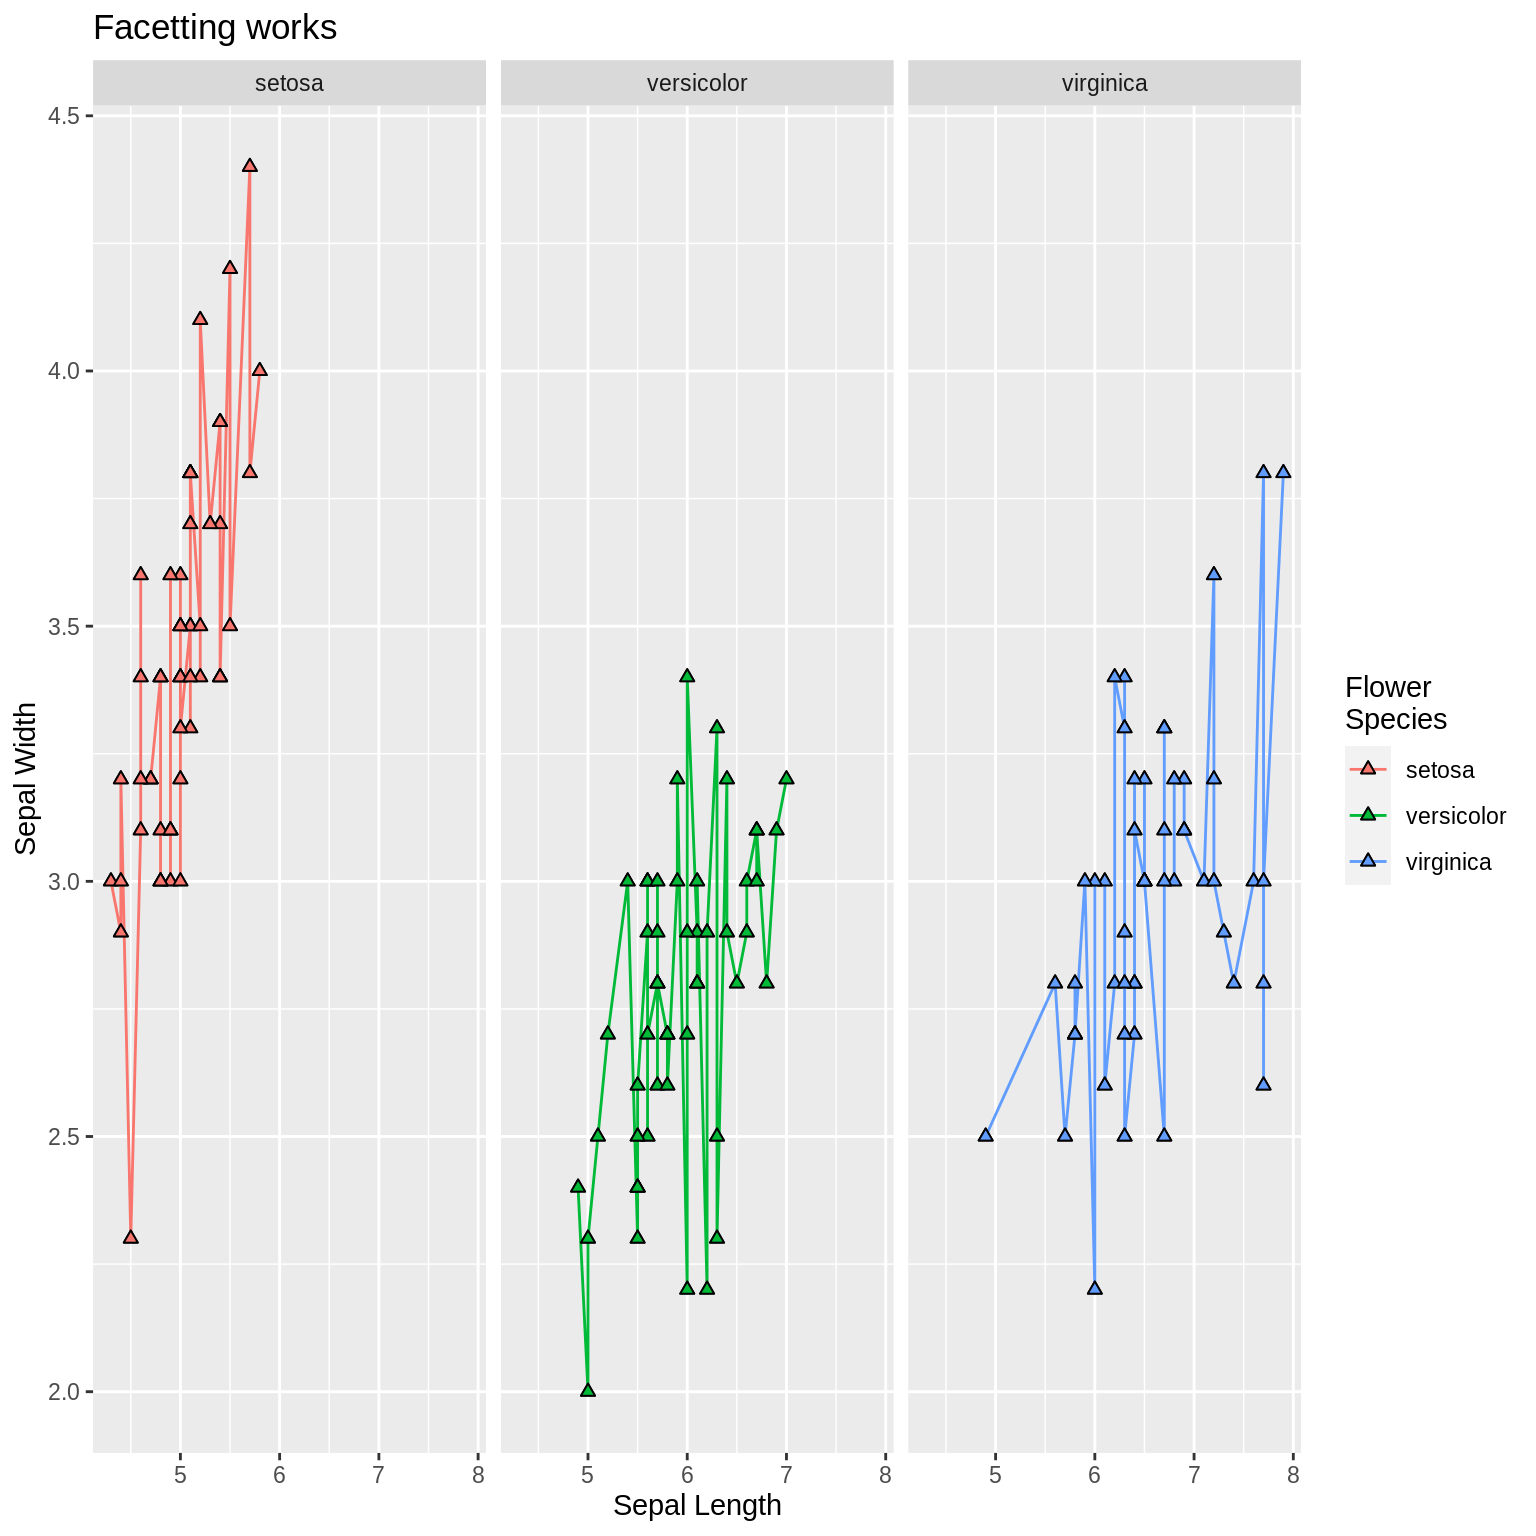 Facetting works
setosa
versicolor
virginica
4.5
4.0
3.5
3.0
2.5
2.0
Sepal Width
5 6 7 8
5 6 7 8
5 6 7 8
Sepal Length
Flower
Species
setosa
versicolor
virginica